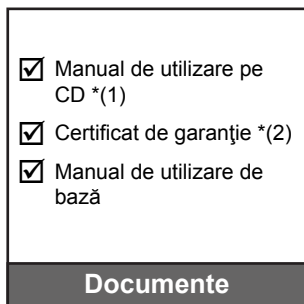 ☑ Manual de utilizare pe
CD *(1)
☑ Certificat de garanţie *(2)
☑ Manual de utilizare de
bază
Documente